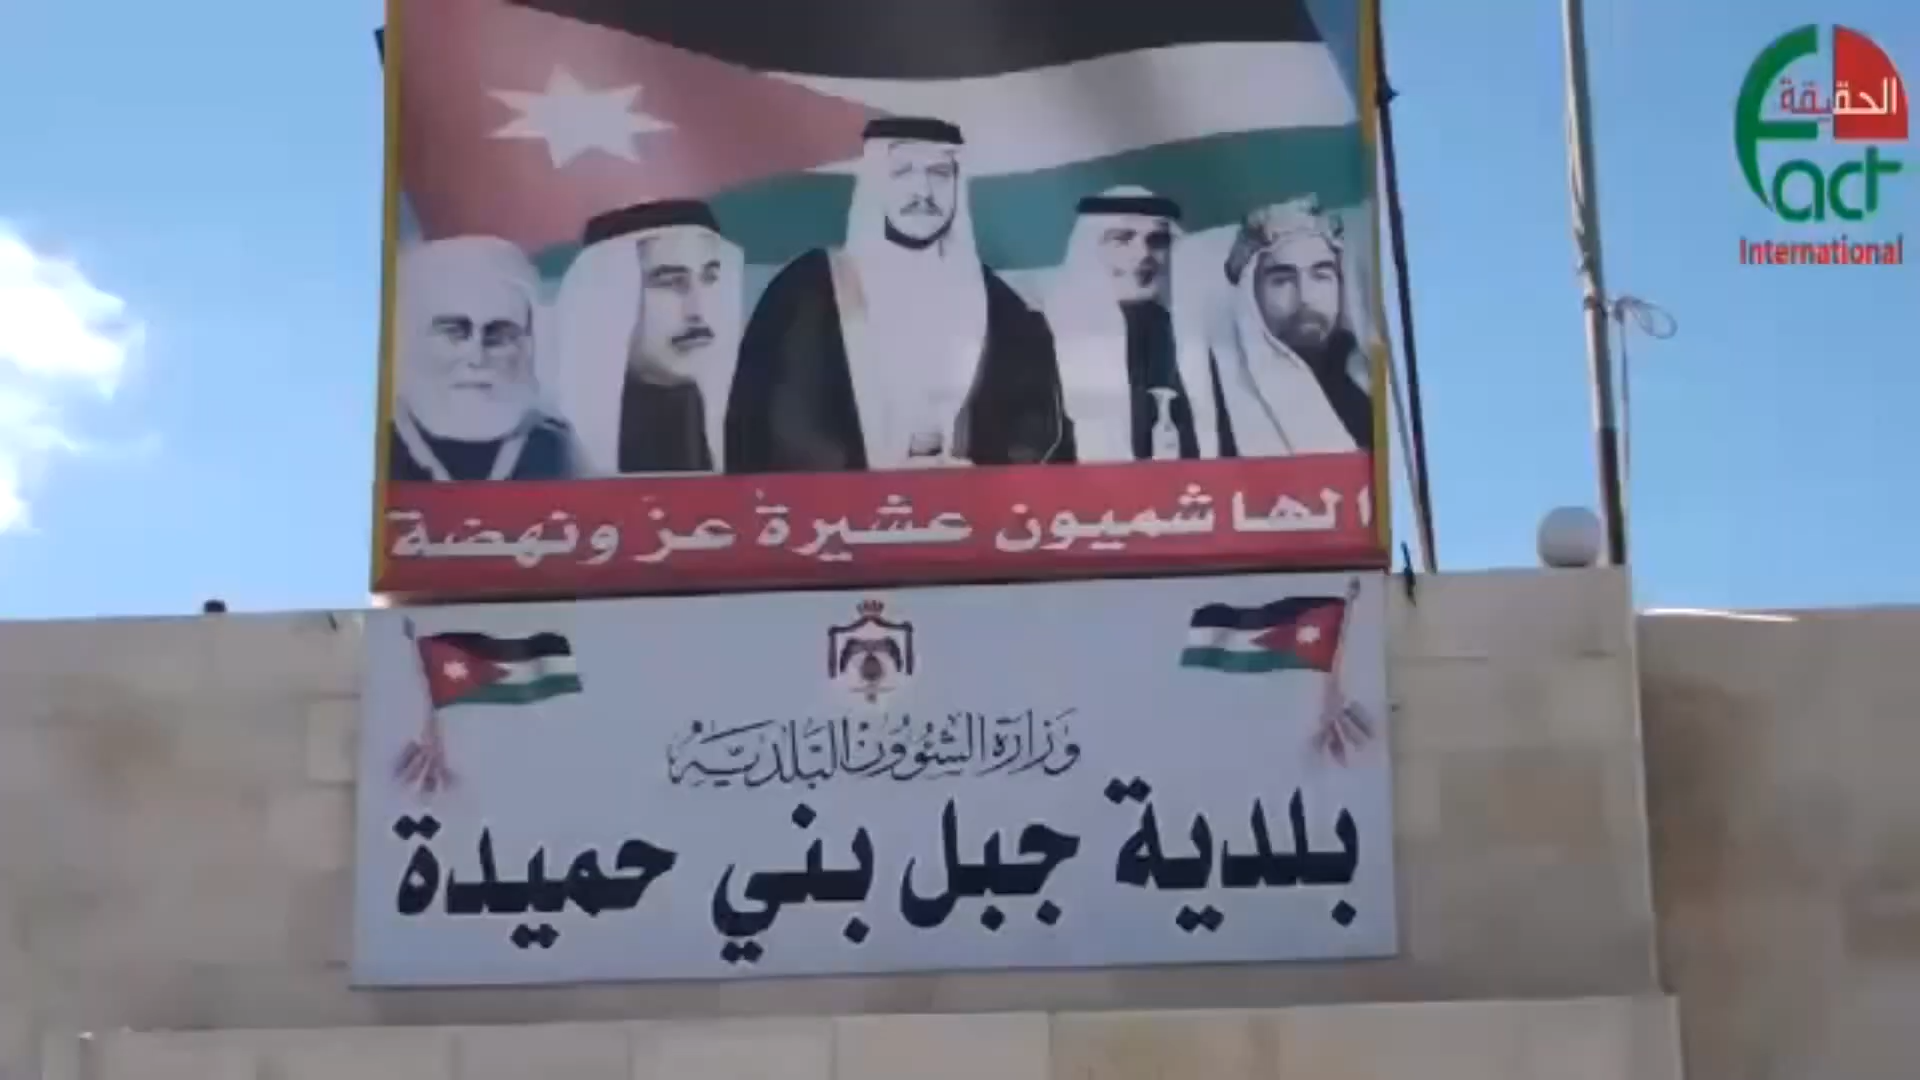 الحقيقة
Fact
International
الهاشميون عشيرة عز ونهضة
وزارة الشؤون البلدية
بلدية جبل بني حميدة